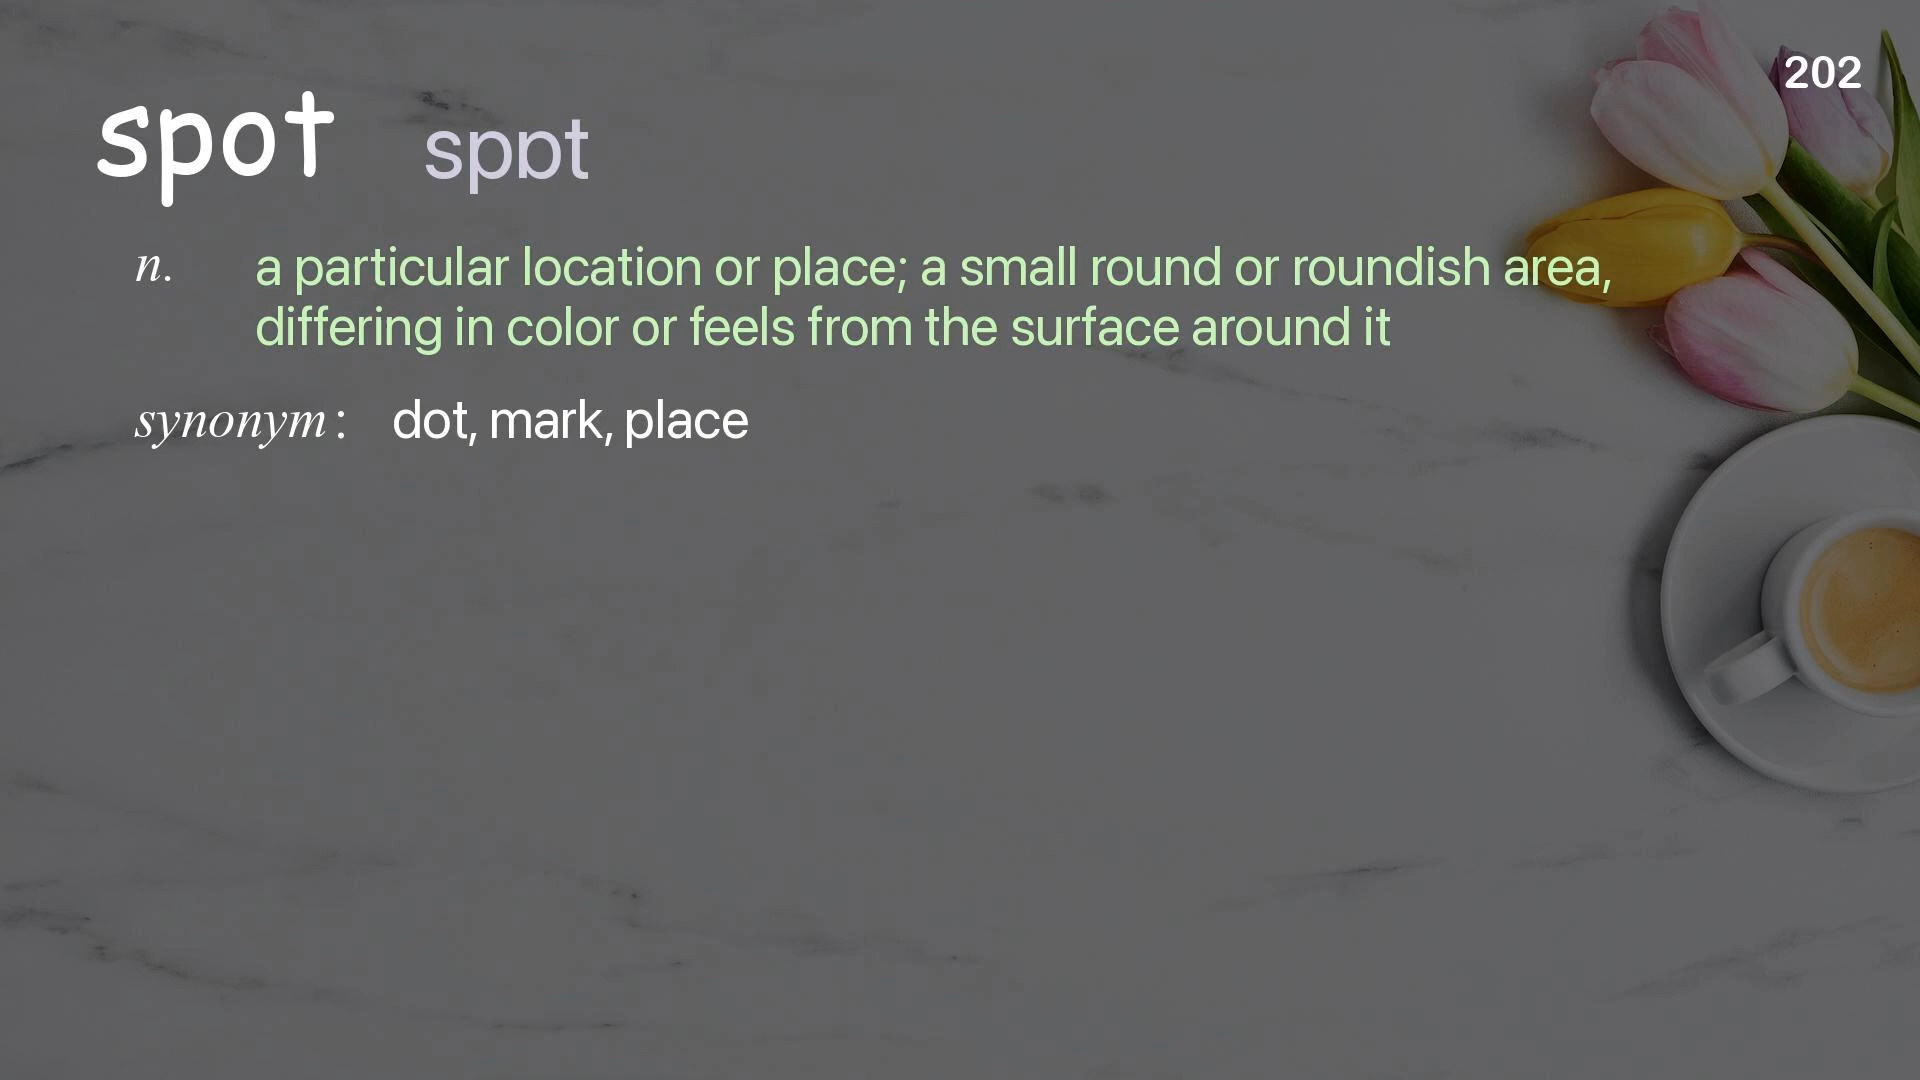 202
spot spɒt
n. a particular location or place; a small round or roundish area,
differing in color or feels from the surface around it
synonym: dot, mark, place